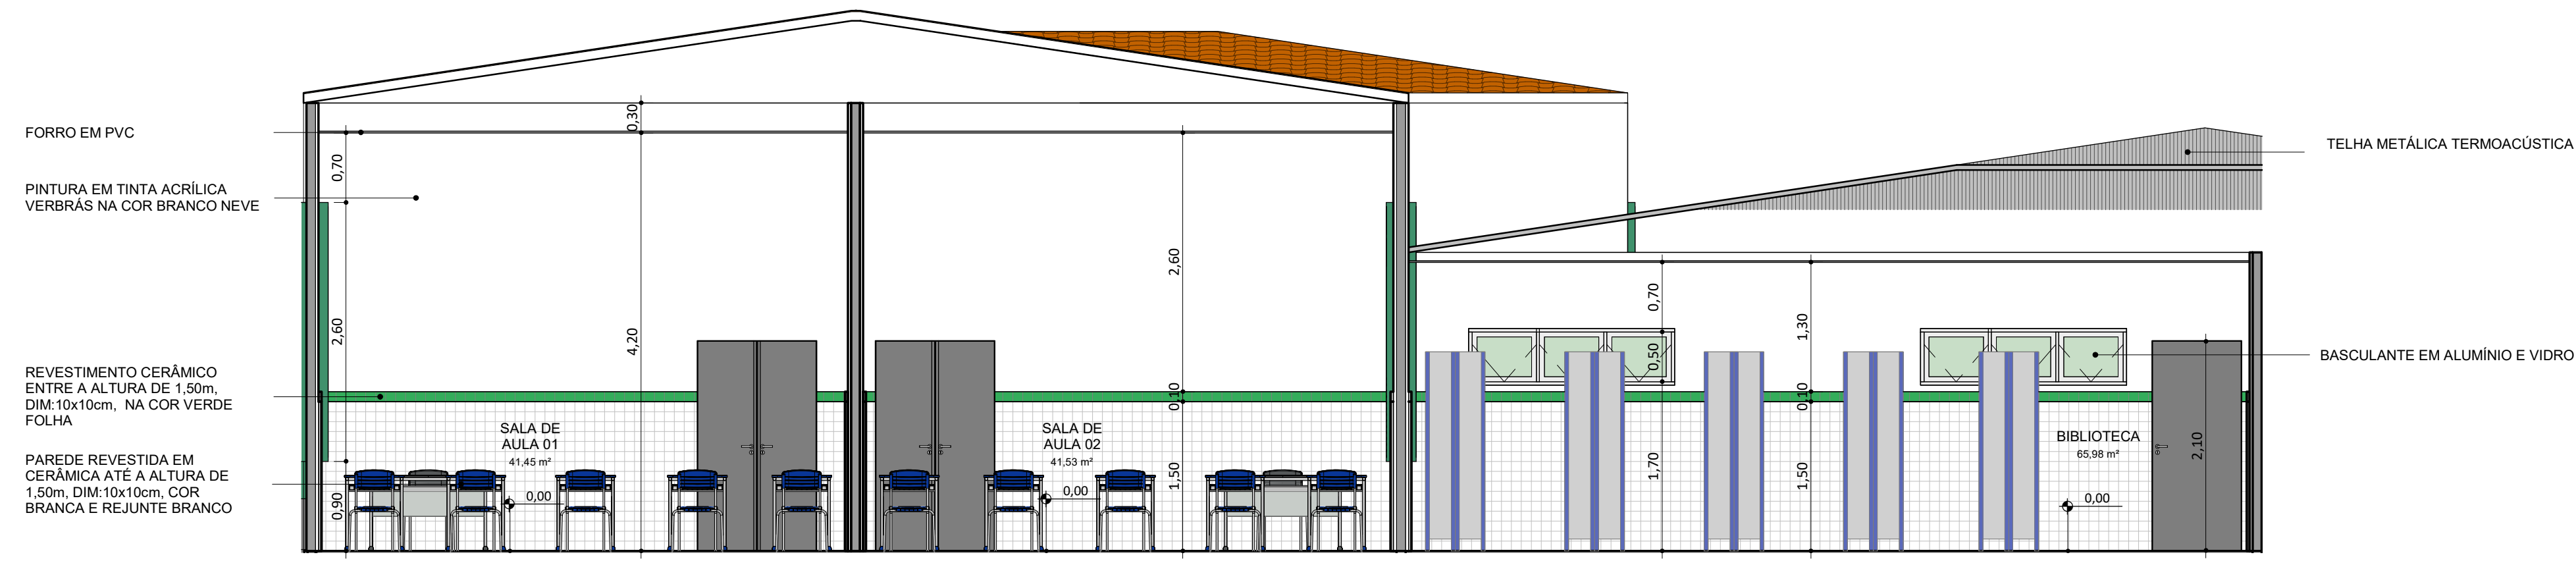 FORRO EM PVC
PINTURA EM TINTA ACRÍLICA
VERBRÁS NA COR BRANCO NEVE
REVESTIMENTO CERÂMICO
ENTRE A ALTURA DE 1,50m,
DIM:10x10cm, NA COR VERDE
FOLHA
PAREDE REVESTIDA EM
CERÂMICA ATÉ A ALTURA DE
1,50m, DIM:10x10cm, COR
BRANCA E REJUNTE BRANCO
0,70
2,60
0,90
0,30
4,20
SALA DE
AULA 01
41,45 m²
0,00
SALA DE
AULA 02
41,53 m²
0,00
2,60
0,10
1,50
0,70
0,50
1,70
1,30
0,10
1,50
BIBLIOTECA
65,98 m²
0,00
2,10
TELHA METÁLICA TERMOACÚSTICA
BASCULANTE EM ALUMÍNIO E VIDRO